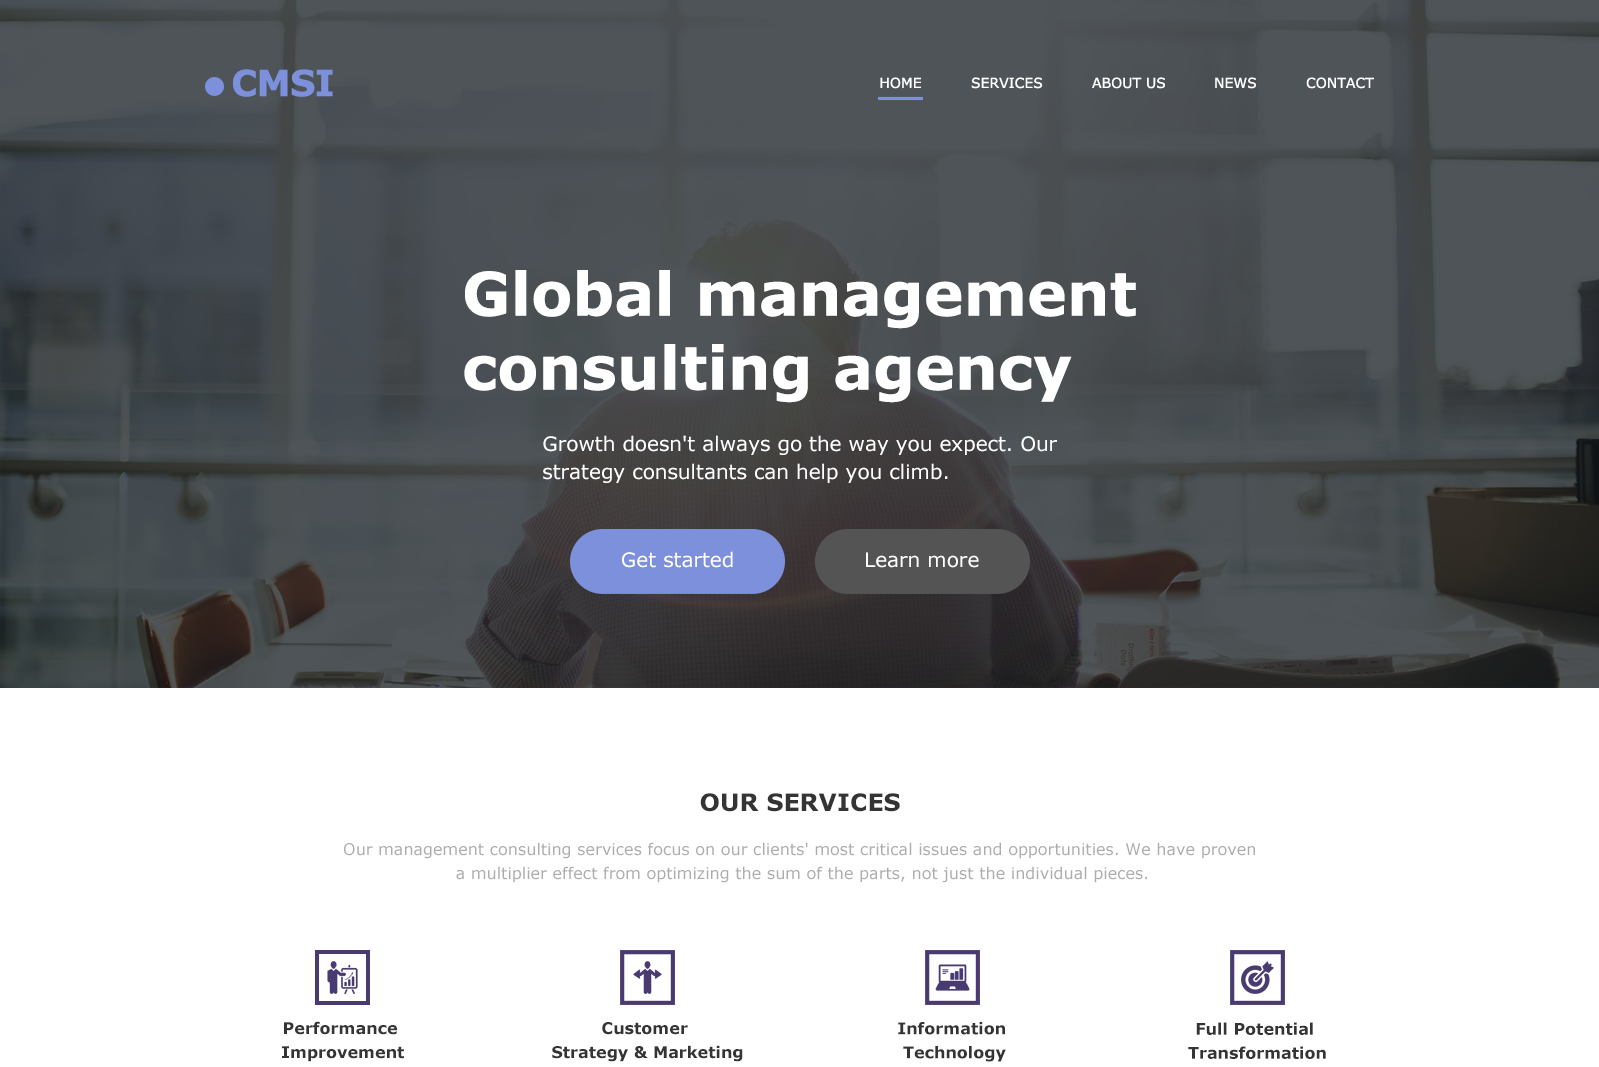 CMSI
HOME SERVICES ABOUT US NEWS CONTACT
Global management
consulting agency
Growth doesn't always go the way you expect. Our
strategy consultants can help you climb.
Get started Learn more
OUR SERVICES
Our management consulting services focus on our clients' most critical issues and opportunities. We have proven
a multiplier effect from optimizing the sum of the parts, not just the individual pieces.
Performance
Improvement
Customer
Strategy & Marketing
Information
Technology
Full Potential
Transformation